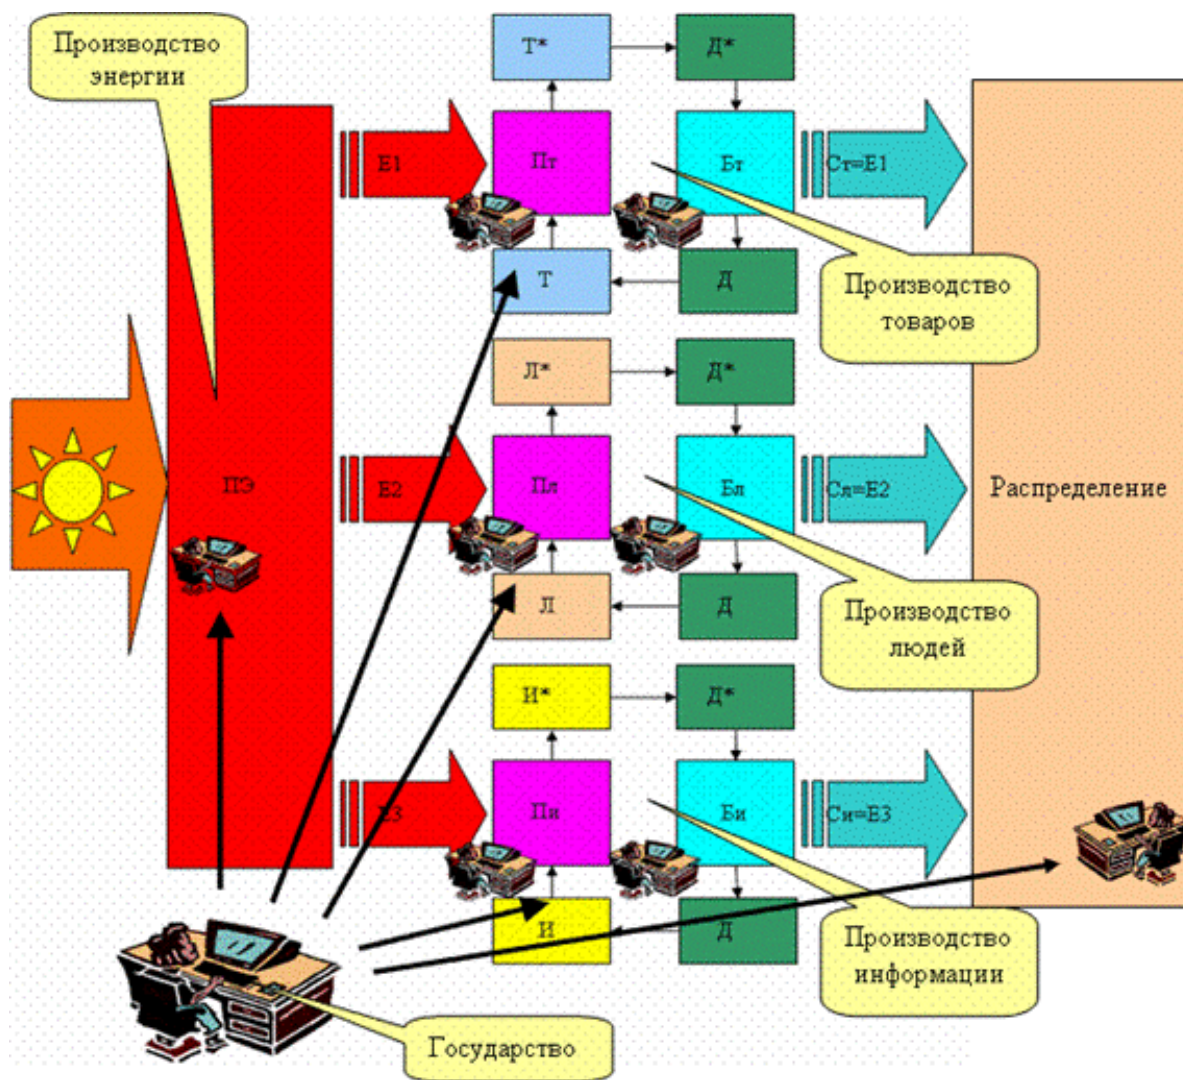 Производство
энергии
Т*
Д*
Е1
Пт
Бт
Ст=Е1
Т
Д
Производство
товаров
Л*
Д*
ПЭ
Е2
Пл
Бл
Сл=Е2
Распределение
Л
Д
Производство
людей
И*
Д*
Е3
Пи
Би
Си=Е3
И
Д
Производство
информации
Государство